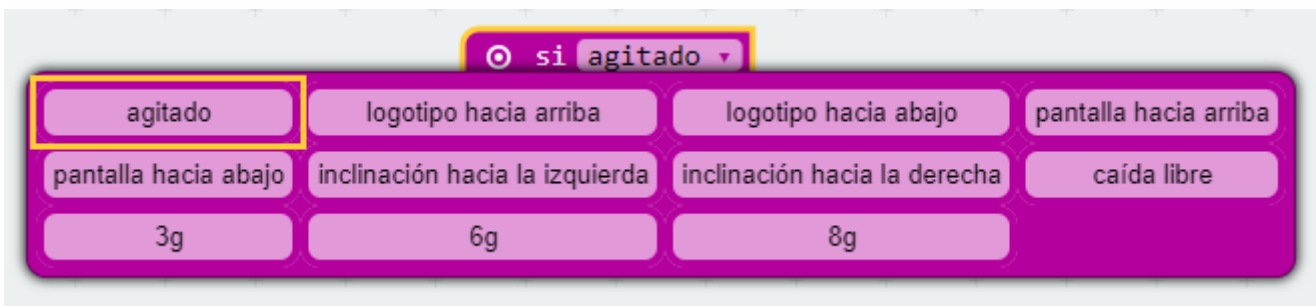 si agitado
agitado logotipo hacia arriba logotipo hacia abajo pantalla hacia arriba
pantalla hacia abajo inclinación hacia la izquierda inclinación hacia la derecha caída libre
3g 6g 8g